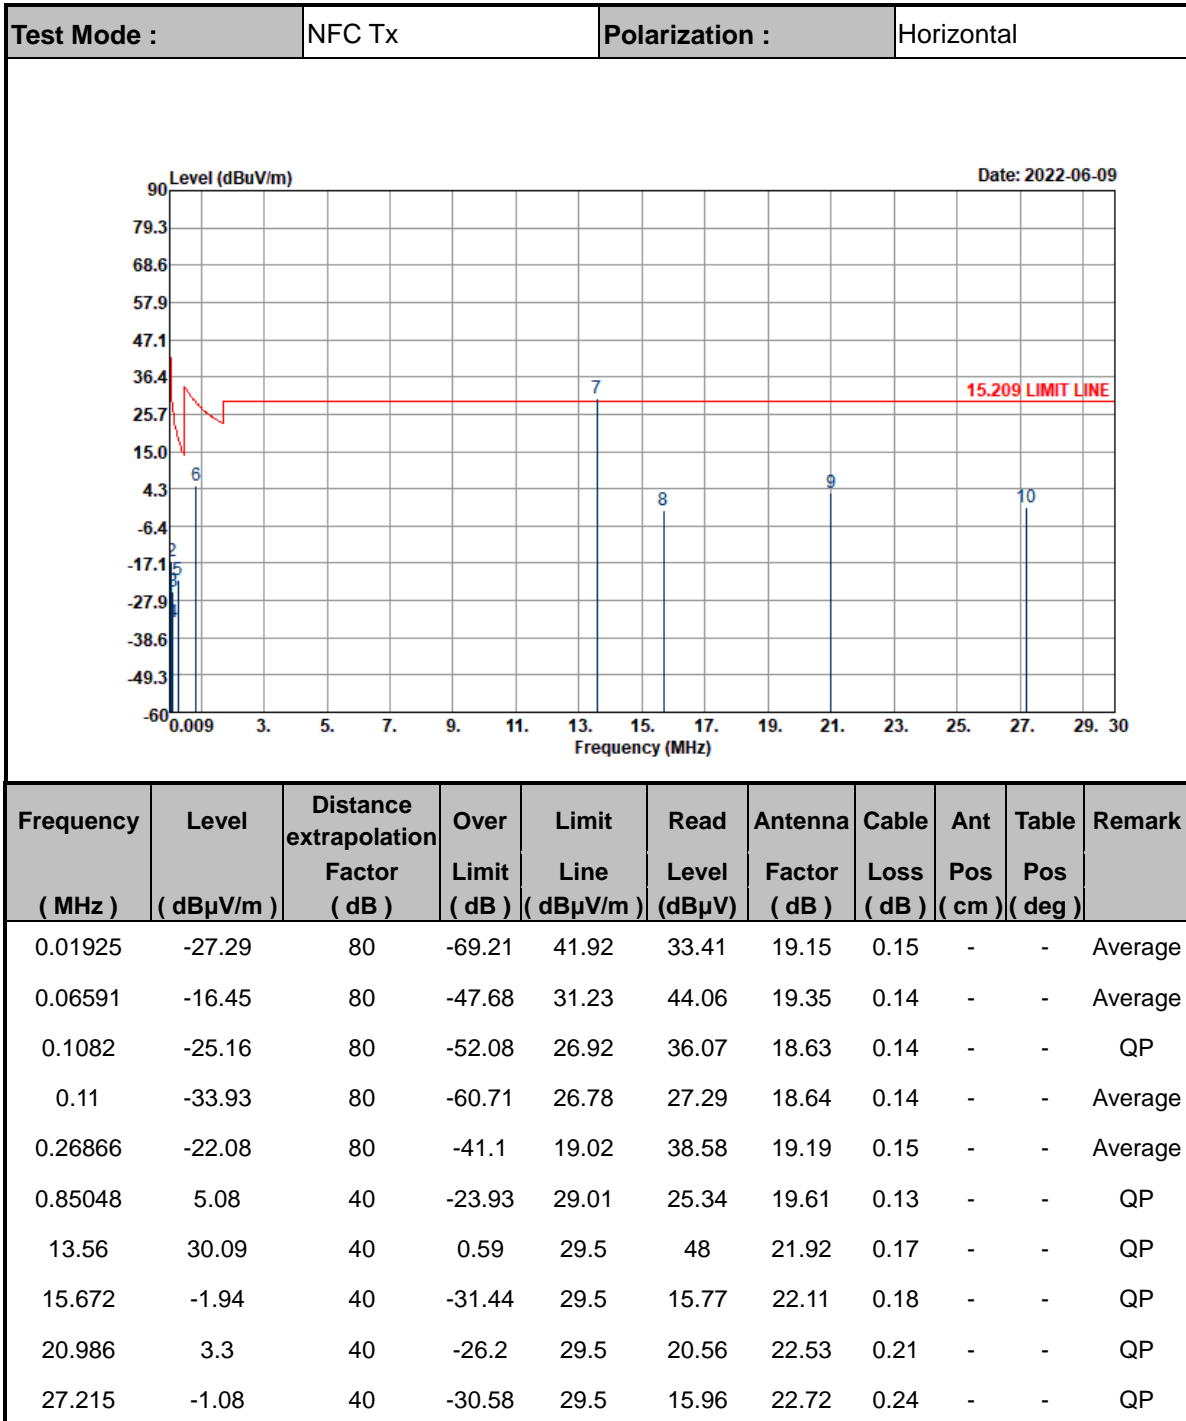 Test Mode : NFC Tx Polarization : Horizontal
Level (dBuV/m) Date: 2022-06-09
90
79.3
68.6
57.9
47.1
36.4
25.7
15.0
4.3
-6.4
-17.1
-27.9
-38.6
-49.3
-60
15.209 LIMIT LINE
2
3
4
5
6
7
8
9
10
0.009 3. 5. 7. 9. 11. 13. 15. 17. 19. 21. 23. 25. 27. 29. 30
Frequency (MHz)
Frequency Level Distance extrapolation Over Limit Read Antenna Cable Ant Table Remark
Factor Limit Line Level Factor Loss Pos Pos
( MHz ) ( dBµV/m ) ( dB ) ( dB ) ( dBµV/m ) (dBµV) ( dB ) ( dB ) ( cm ) ( deg )
0.01925 -27.29 80 -69.21 41.92 33.41 19.15 0.15 - - Average
0.06591 -16.45 80 -47.68 31.23 44.06 19.35 0.14 - - Average
0.1082 -25.16 80 -52.08 26.92 36.07 18.63 0.14 - - QP
0.11 -33.93 80 -60.71 26.78 27.29 18.64 0.14 - - Average
0.26866 -22.08 80 -41.1 19.02 38.58 19.19 0.15 - - Average
0.85048 5.08 40 -23.93 29.01 25.34 19.61 0.13 - - QP
13.56 30.09 40 0.59 29.5 48 21.92 0.17 - - QP
15.672 -1.94 40 -31.44 29.5 15.77 22.11 0.18 - - QP
20.986 3.3 40 -26.2 29.5 20.56 22.53 0.21 - - QP
27.215 -1.08 40 -30.58 29.5 15.96 22.72 0.24 - - QP